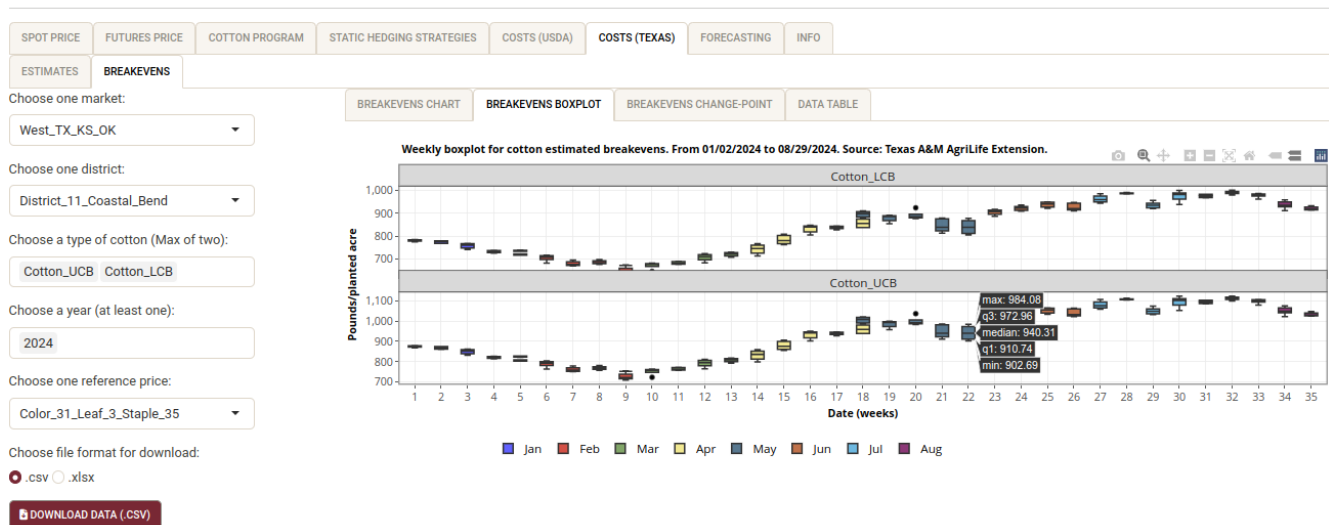 SPOT PRICE FUTURES PRICE COTTON PROGRAM STATIC HEDGING STRATEGIES COSTS (USDA) COSTS (TEXAS) FORECASTING INFO
ESTIMATES BREAKEVENS
Choose one market:
West_TX_KS_OK
Choose one district:
District_11_Coastal_Bend
Choose a type of cotton (Max of two):
Cotton_UCB Cotton_LCB
Choose a year (at least one):
2024
Choose one reference price:
Color_31_Leaf_3_Staple_35
Choose file format for download:
.csv .xlsx
DOWNLOAD DATA (.CSV)
BREAKEVENS CHART BREAKEVENS BOXPLOT BREAKEVENS CHANGE-POINT DATA TABLE
Weekly boxplot for cotton estimated breakevens. From 01/02/2024 to 08/29/2024. Source: Texas A&M AgriLife Extension.
Cotton_LCB
1,000
900
800
700
Pounds/planted acre
Cotton_UCB
1,100
1,000
900
800
700
max: 984.08
q3: 972.96
median: 940.31
q1: 910.74
min: 902.69
1 2 3 4 5 6 7 8 9 10 11 12 13 14 15 16 17 18 19 20 21 22 23 24 25 26 27 28 29 30 31 32 33 34 35
Date (weeks)
Jan Feb Mar Apr May Jun Jul Aug